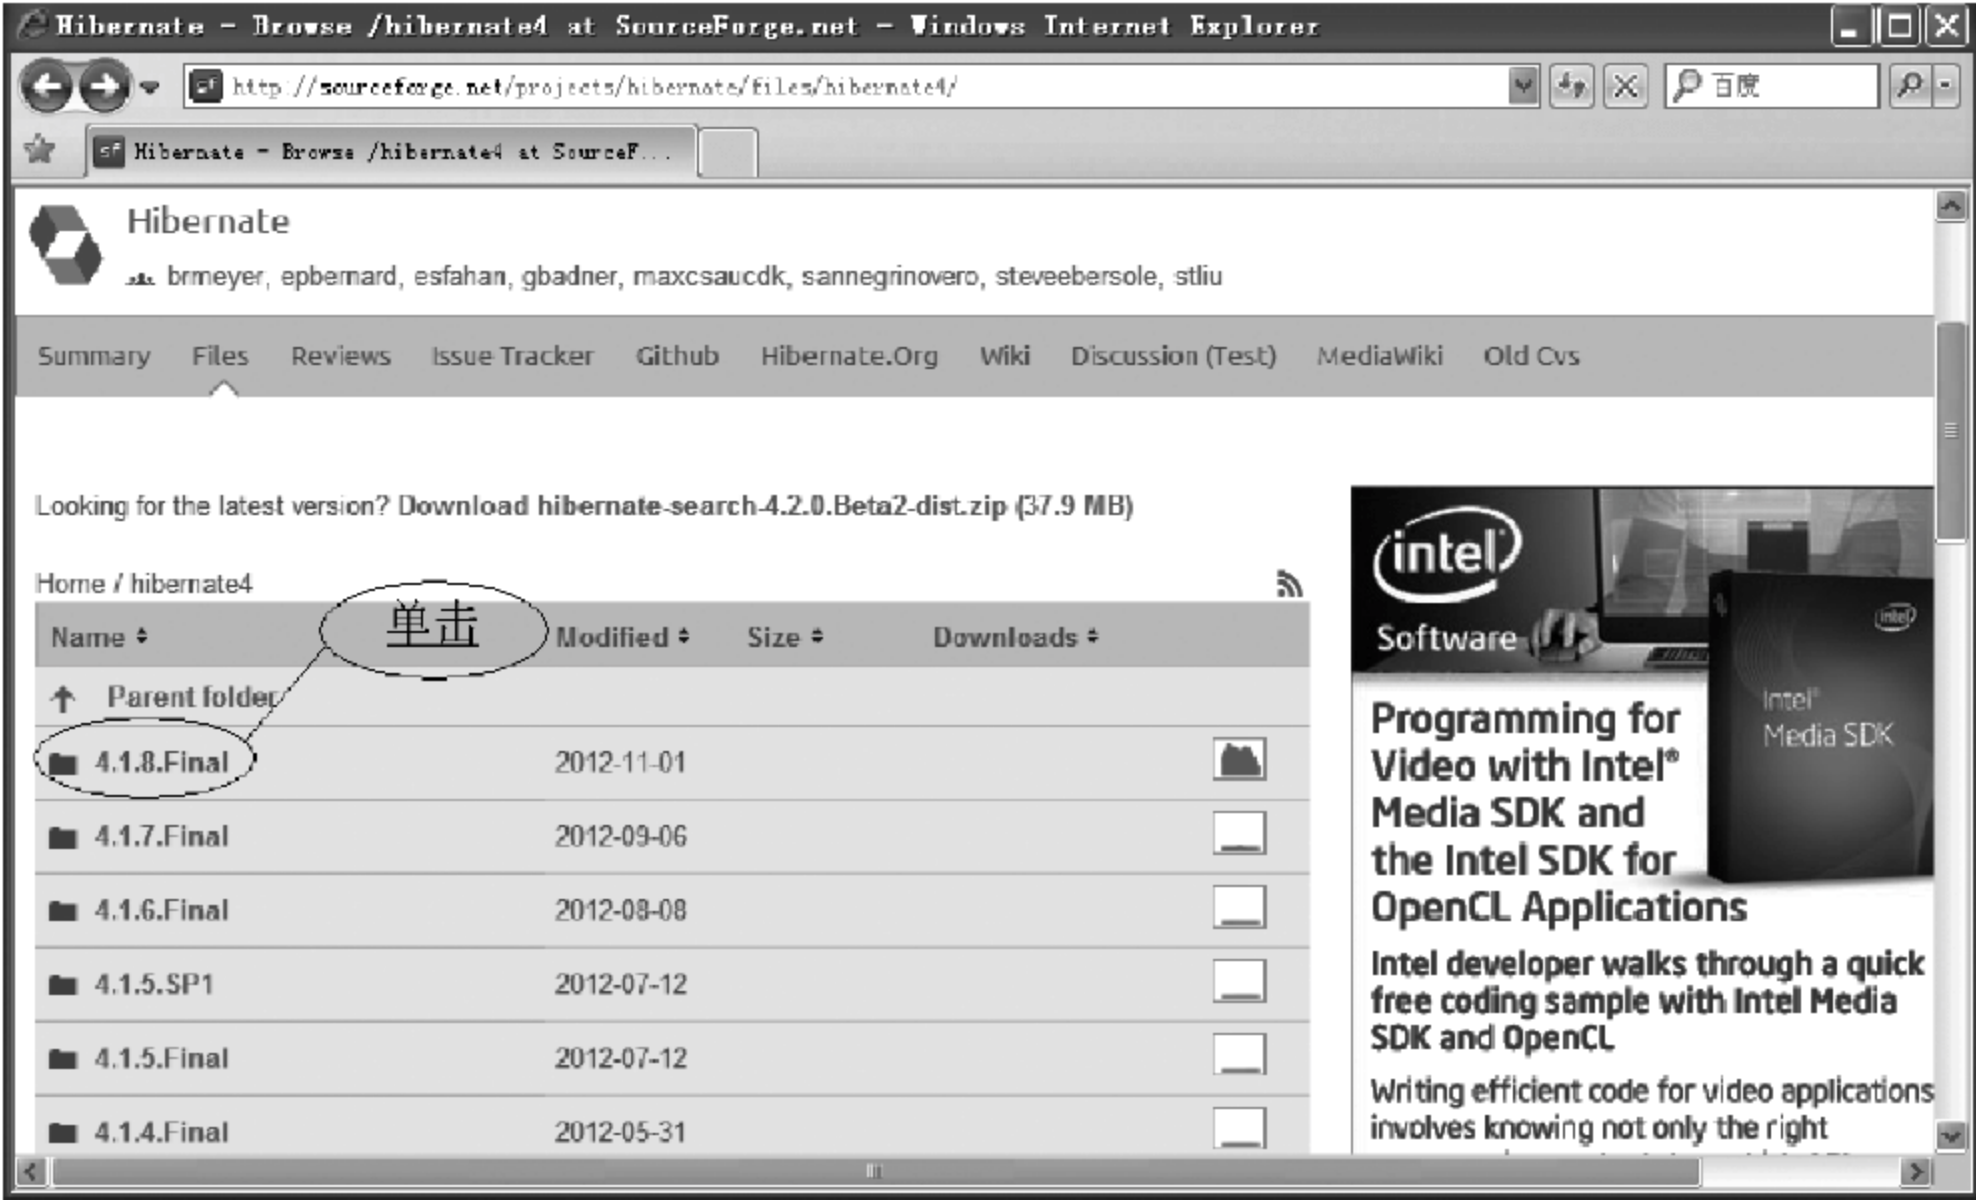 Hibernate - Browse /hibernate4 at SourceForge.net - Windows Internet Explorer
http://sourceforge.net/projects/hibernate/files/hibernate4/
百度
Hibernate - Browse /hibernate4 at SourceF...
Hibernate
brmeyer, epbernard, esfahan, gbadner, maxcsaucdk, sannegrinovero, steveebersole, stliu
Summary Files Reviews Issue Tracker Github Hibernate.Org Wiki Discussion (Test) MediaWiki Old Cvs
Looking for the latest version? Download hibernate-search-4.2.0.Beta2-dist.zip (37.9 MB)
Home / hibernate4
单击
Name Modified Size Downloads
Parent folder
4.1.8.Final 2012-11-01
4.1.7.Final 2012-09-06
4.1.6.Final 2012-08-08
4.1.5.SP1 2012-07-12
4.1.5.Final 2012-07-12
4.1.4.Final 2012-05-31
intel
Software
intel
Intel®
Media SDK
Programming for
Video with Intel®
Media SDK and
the Intel SDK for
OpenCL Applications
Intel developer walks through a quick
free coding sample with Intel Media
SDK and OpenCL
Writing efficient code for video applications
involves knowing not only the right